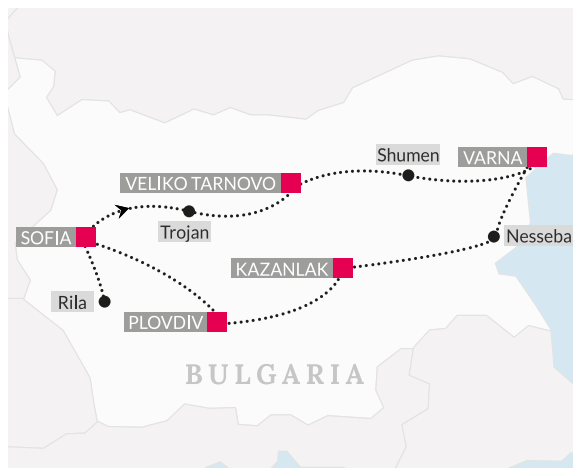 Shumen
VARNA
VELIKO TARNOVO
Trojan
SOFIA
Nesseba
KAZANLAK
Rila
PLOVDIV
BULGARIA